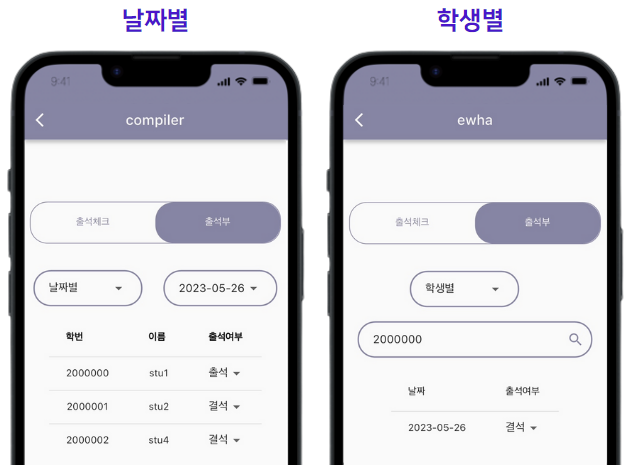 날짜별
9:41
compiler
출석체크 출석부
날짜별 2023-05-26
학번 이름 출석여부
2000000 stu1 출석
2000001 stu2 결석
2000002 stu4 결석
학생별
9:41
ewha
출석체크 출석부
학생별
2000000
날짜 출석여부
2023-05-26 결석